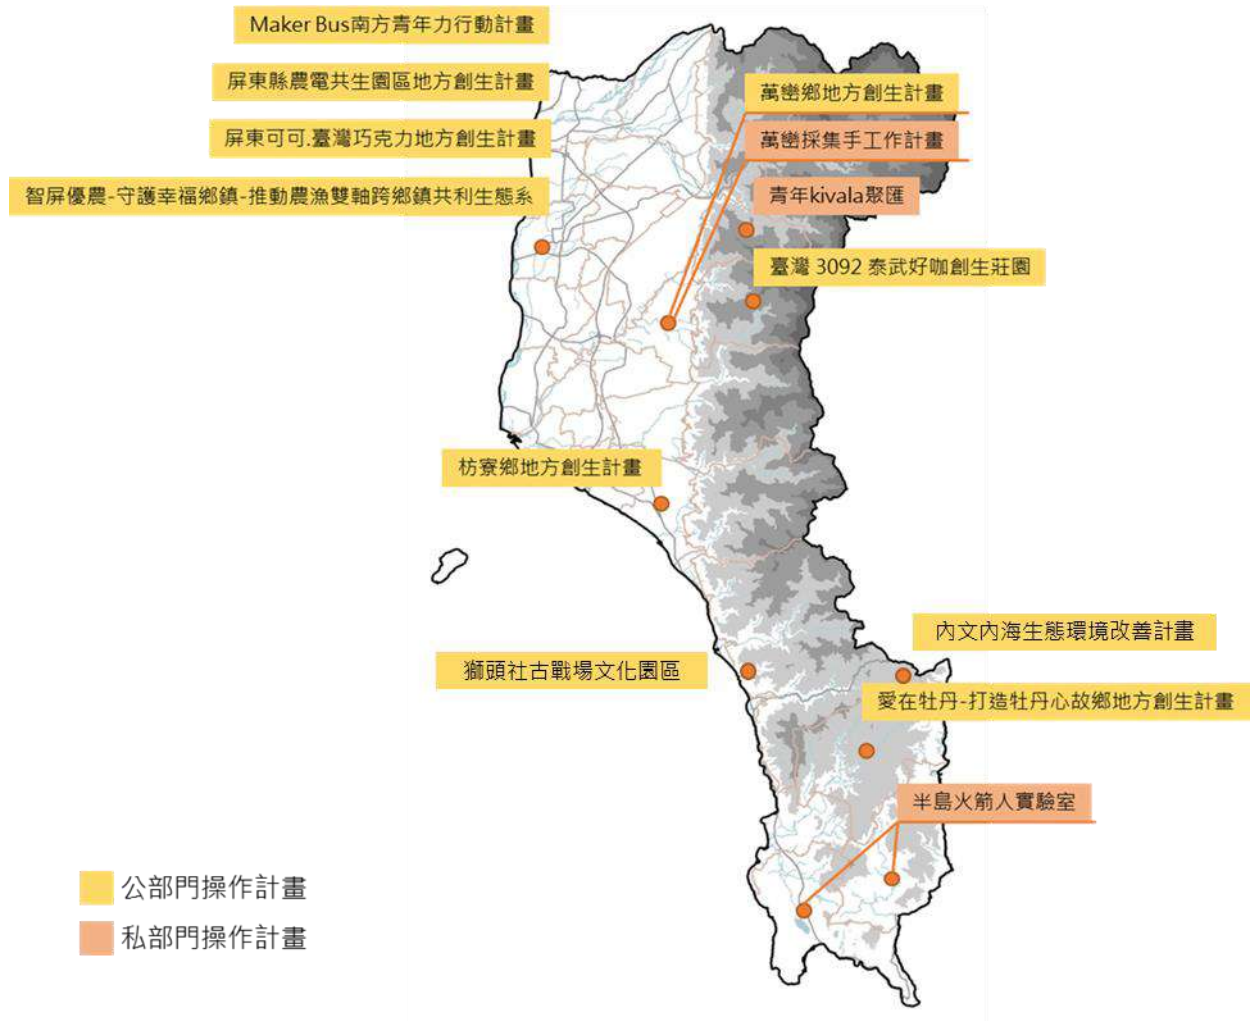 Maker Bus南方青年力行動計畫
屏東縣農電共生園區地方創生計畫
屏東可可.臺灣巧克力地方創生計畫
智屏優農-守護幸福鄉鎮-推動農漁雙軸跨鄉鎮共利生態系
萬巒鄉地方創生計畫
萬巒採集手工作計畫
青年kivala聚匯
臺灣 3092 泰武好咖創生莊園
枋寮鄉地方創生計畫
內文內海生態環境改善計畫
獅頭社古戰場文化園區
愛在牡丹-打造牡丹心故鄉地方創生計畫
半島火箭人實驗室
公部門操作計畫
私部門操作計畫